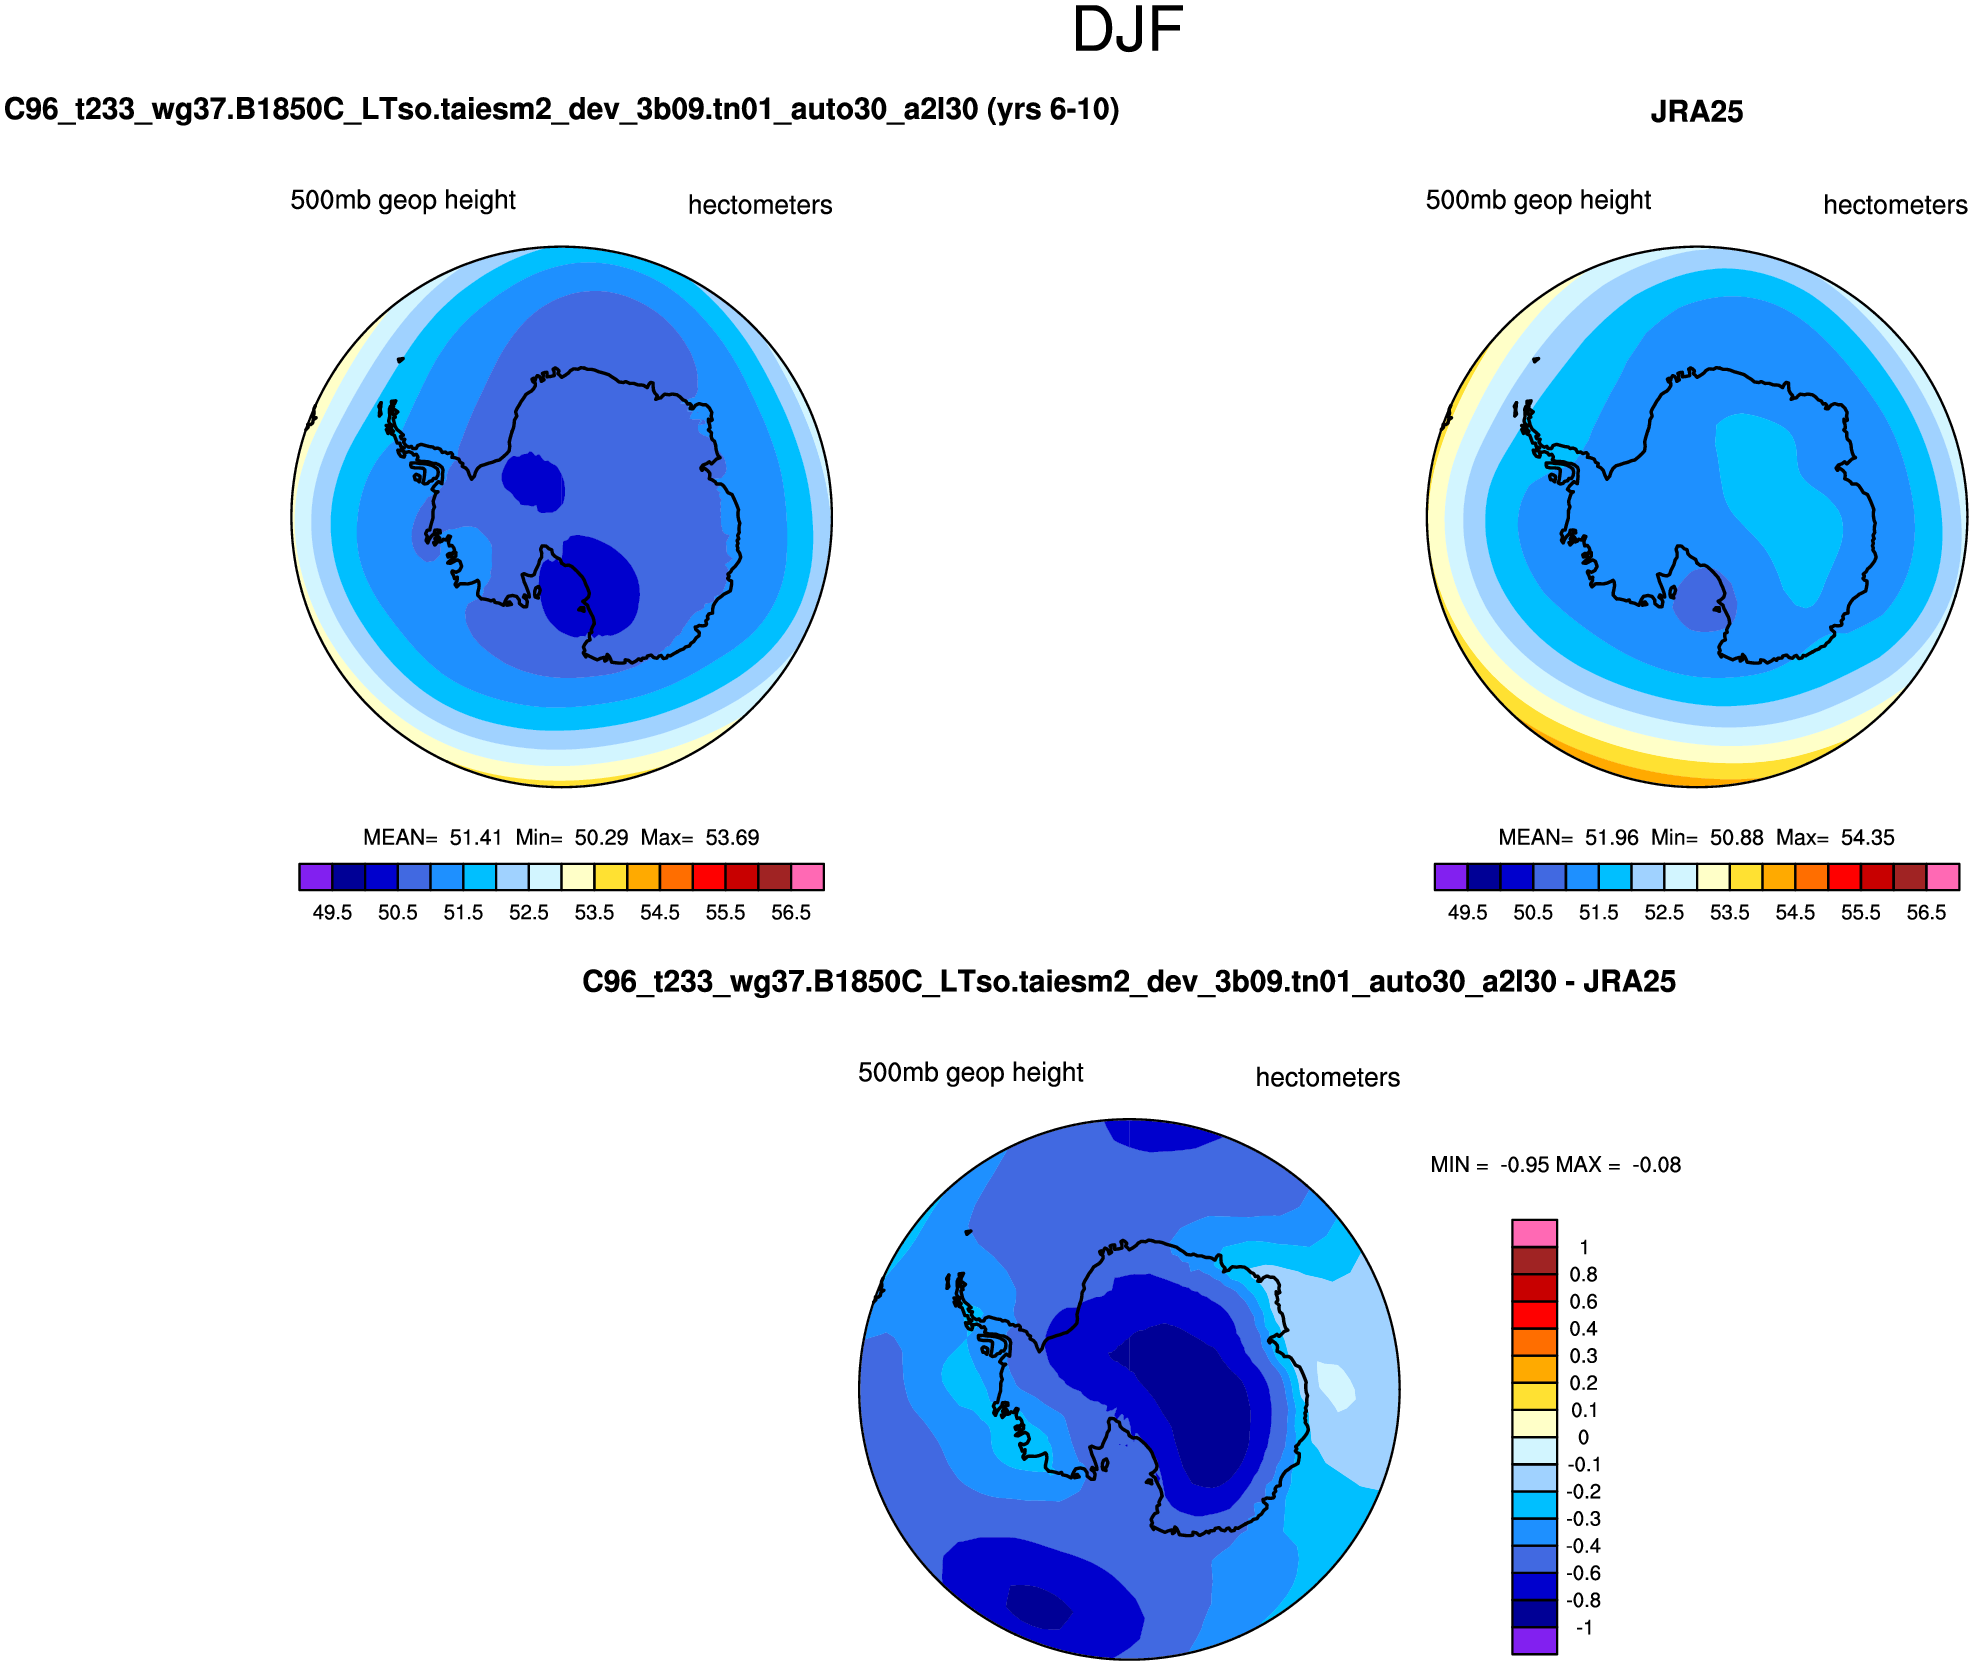 DJF
C96_t233_wg37.B1850C_LTso.taiesm2_dev_3b09.tn01_auto30_a2l30 (yrs 6-10)
JRA25
500mb geop height hectometers
500mb geop height hectometers
MEAN= 51.41 Min= 50.29 Max= 53.69
MEAN= 51.96 Min= 50.88 Max= 54.35
49.5 50.5 51.5 52.5 53.5 54.5 55.5 56.5
49.5 50.5 51.5 52.5 53.5 54.5 55.5 56.5
C96_t233_wg37.B1850C_LTso.taiesm2_dev_3b09.tn01_auto30_a2l30 - JRA25
500mb geop height hectometers
MIN = -0.95 MAX = -0.08
1
0.8
0.6
0.4
0.3
0.2
0.1
0
-0.1
-0.2
-0.3
-0.4
-0.6
-0.8
-1